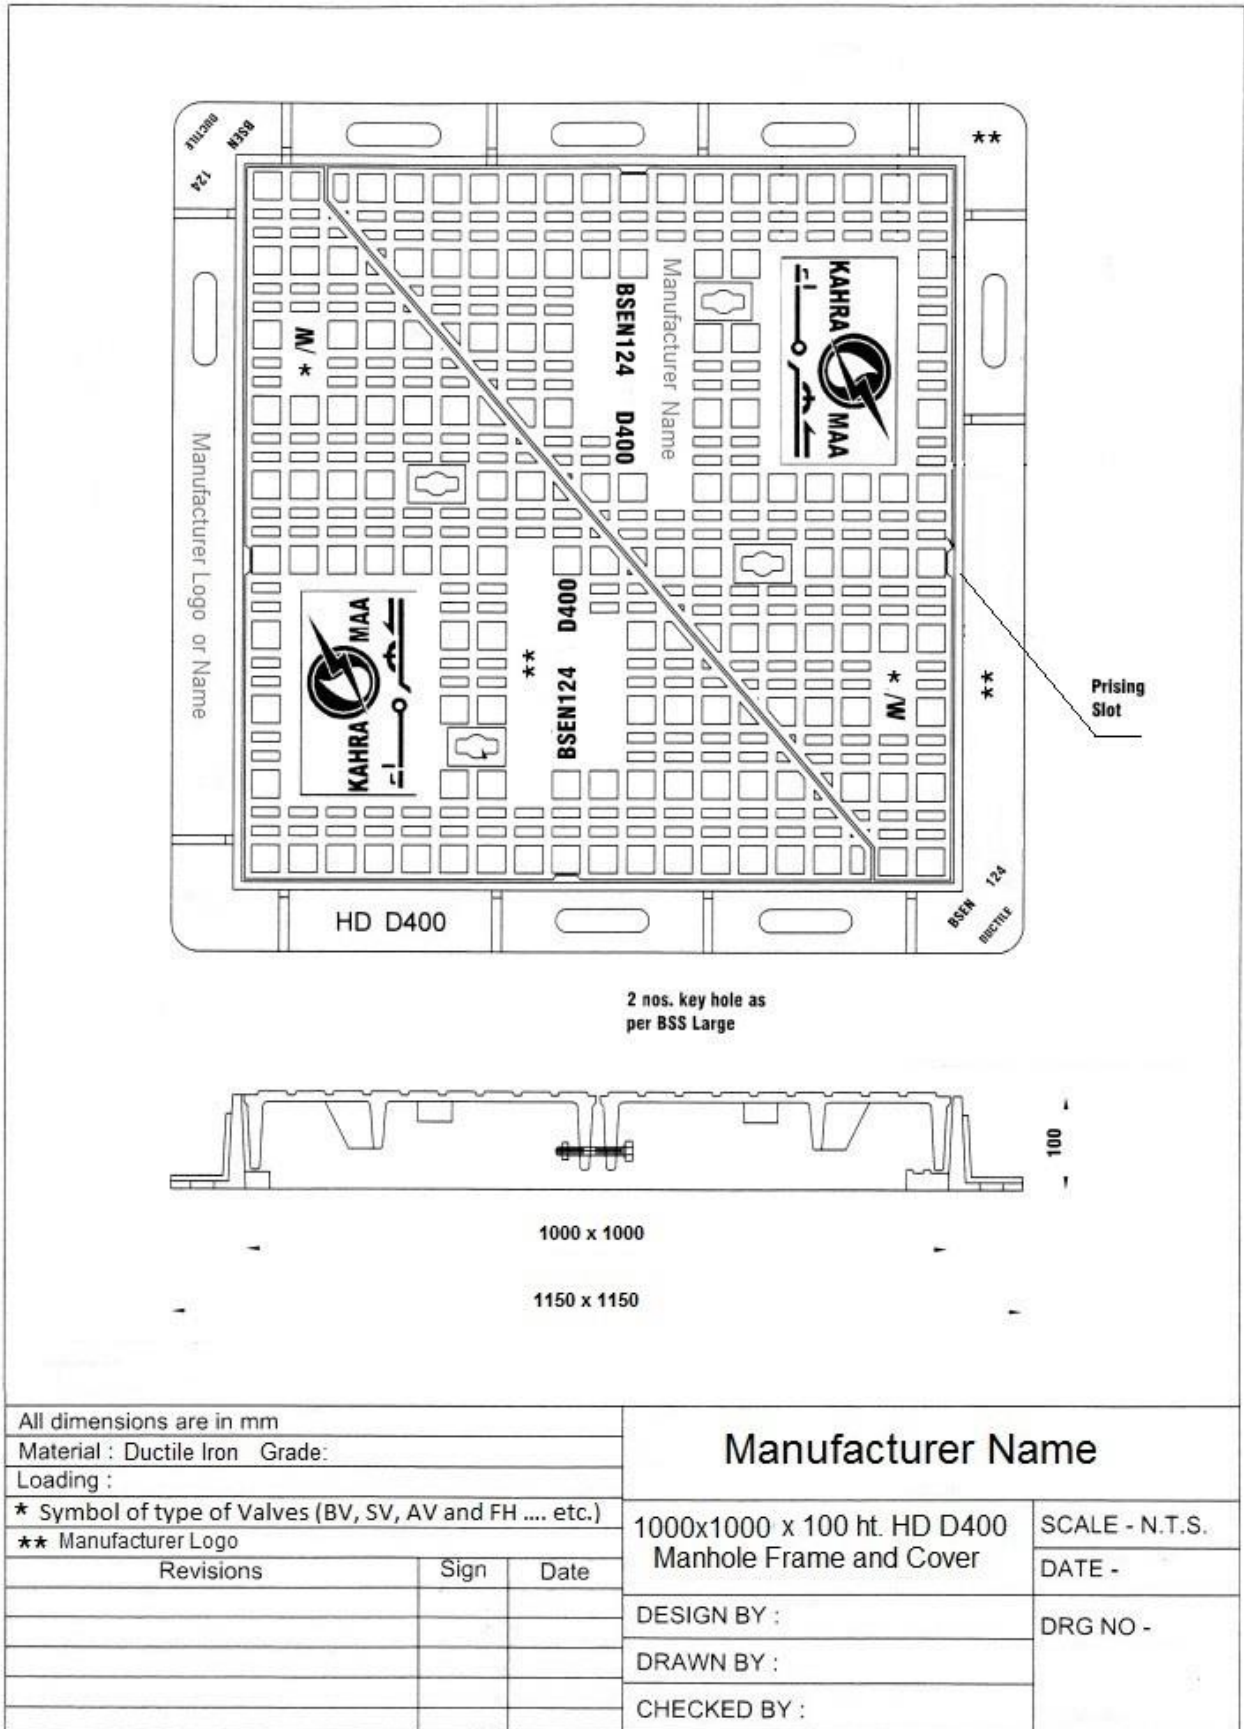 DUCTILE
BSEN
124
**
Manufacturer Name
BSEN124 D400
KAHRA MAA
W/ *
Manufacturer Logo or Name
KAHRA MAA
**
BSEN124 D400
* /W
**
Prising
Slot
HD D400
BSEN 124
DUCTILE
2 nos. key hole as
per BSS Large
100
1000 x 1000
1150 x 1150
All dimensions are in mm
Material : Ductile Iron Grade:
Loading :
* Symbol of type of Valves (BV, SV, AV and FH .... etc.)
** Manufacturer Logo
Revisions Sign Date
Manufacturer Name
1000x1000 x 100 ht. HD D400
Manhole Frame and Cover
SCALE - N.T.S.
DATE -
DESIGN BY :
DRG NO -
DRAWN BY :
CHECKED BY :